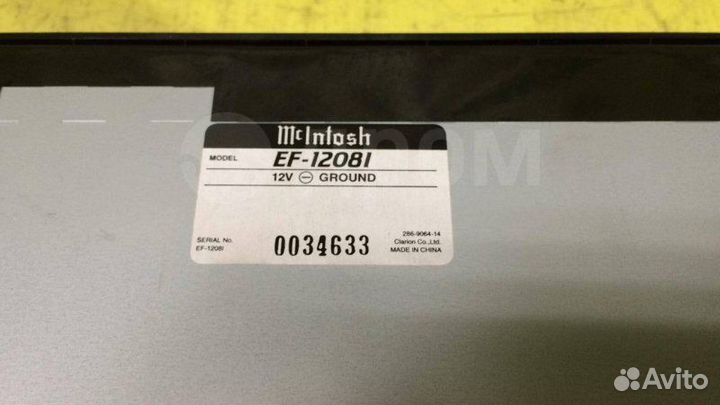 McIntosh
MODEL EF-1208I
12V ⊖ GROUND
SERIAL No.
EF-1208I
0034633
286-9064-14
Clarion Co.,Ltd.
MADE IN CHINA
Avito